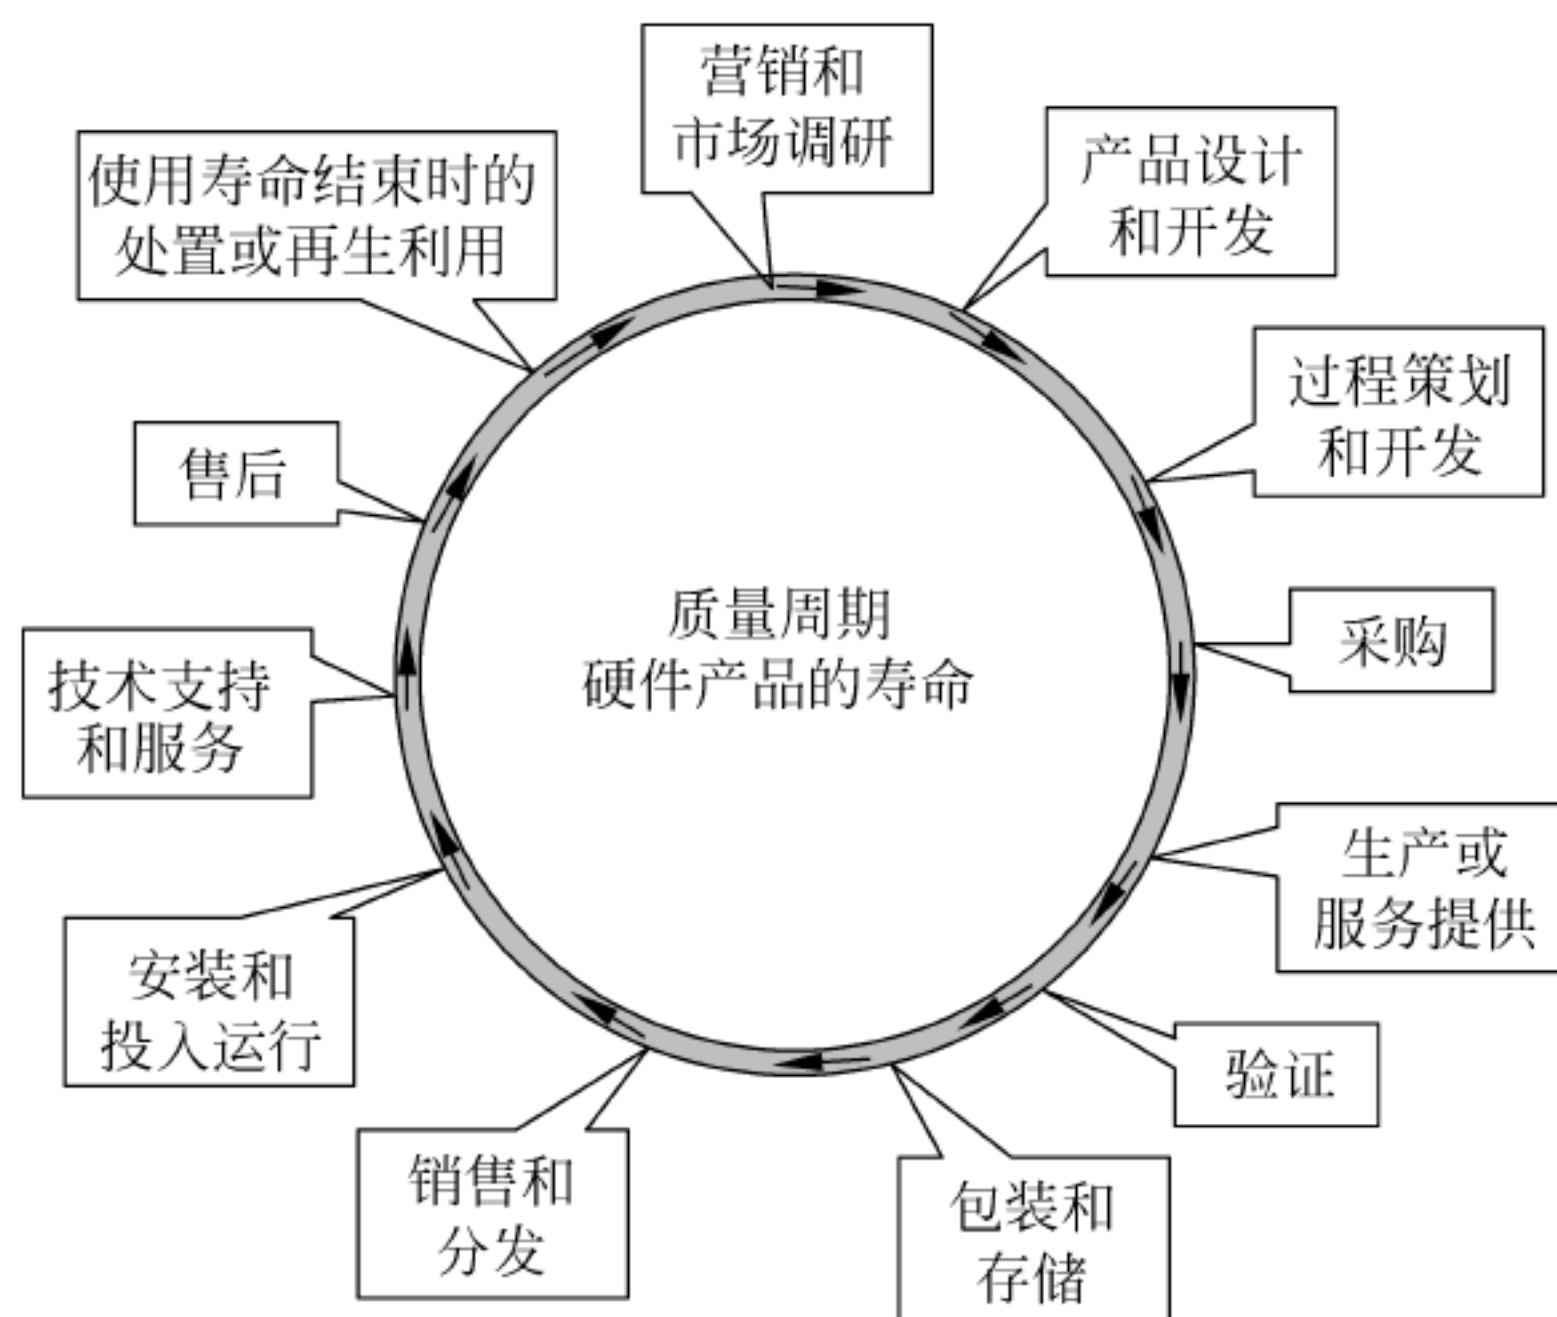 营销和
市场调研
产品设计
和开发
过程策划
和开发
采购
生产或
服务提供
验证
包装和
存储
销售和
分发
安装和
投入运行
技术支持
和服务
售后
使用寿命结束时的
处置或再生利用
质量周期
硬件产品的寿命